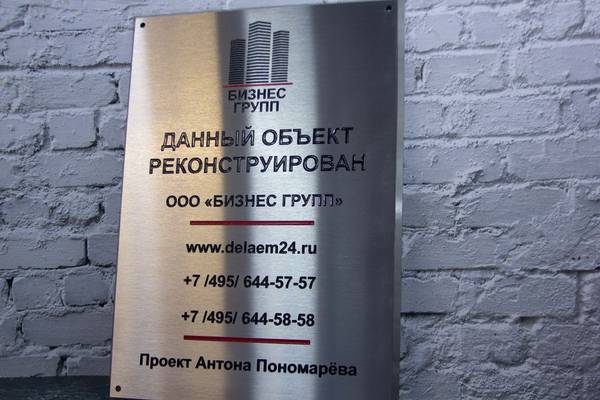 БИЗНЕС
ГРУПП
ДАННЫЙ ОБЪЕКТ
РЕКОНСТРУИРОВАН
ООО «БИЗНЕС ГРУПП»
www.delaem24.ru
+7 /495/ 644-57-57
+7 /495/ 644-58-58
Проект Антона Пономарёва